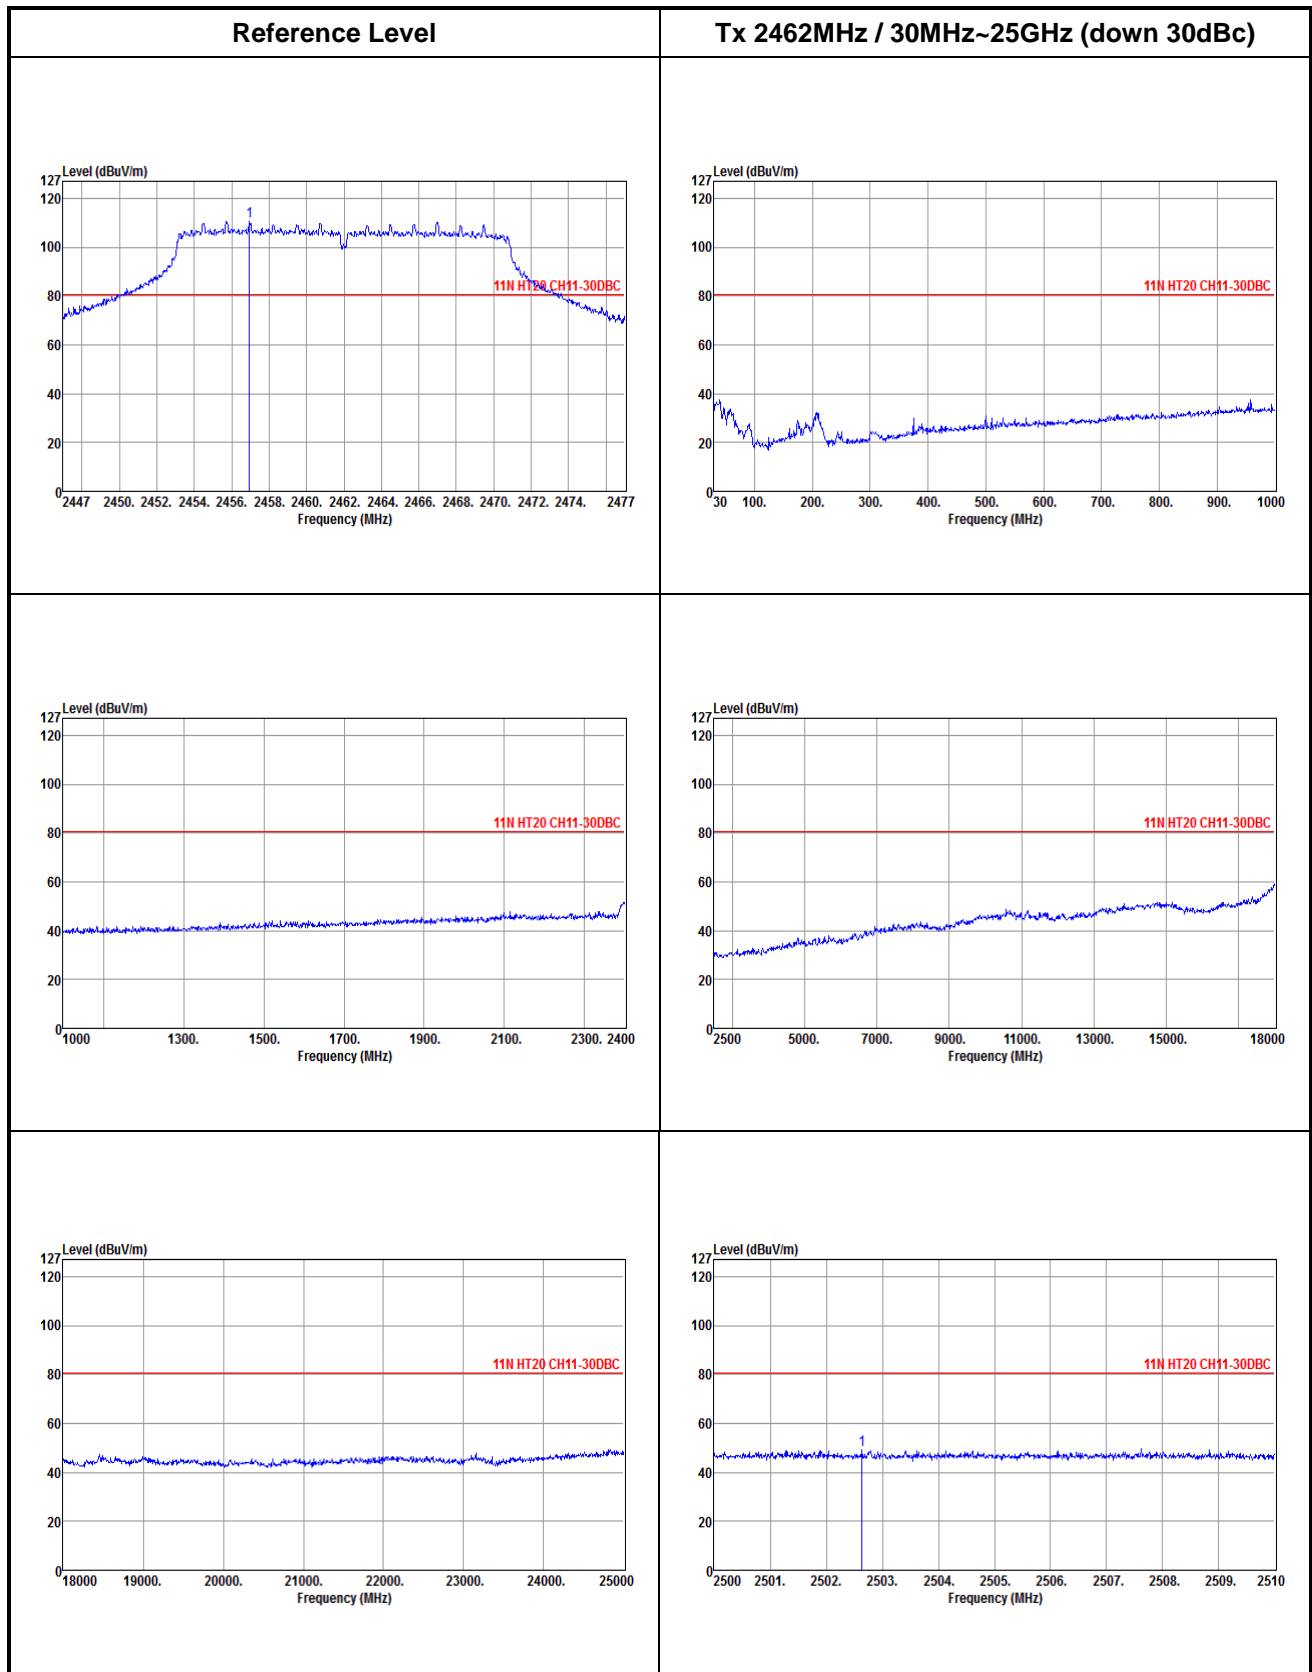 Reference Level
Tx 2462MHz / 30MHz~25GHz (down 30dBc)
Level (dBuV/m)
127
120
100
80
60
40
20
0
1
11N HT20 CH11-30DBC
2447 2450. 2452. 2454. 2456. 2458. 2460. 2462. 2464. 2466. 2468. 2470. 2472. 2474. 2477
Frequency (MHz)
Level (dBuV/m)
127
120
100
80
60
40
20
0
11N HT20 CH11-30DBC
30 100. 200. 300. 400. 500. 600. 700. 800. 900. 1000
Frequency (MHz)
Level (dBuV/m)
127
120
100
80
60
40
20
0
11N HT20 CH11-30DBC
1000 1300. 1500. 1700. 1900. 2100. 2300. 2400
Frequency (MHz)
Level (dBuV/m)
127
120
100
80
60
40
20
0
11N HT20 CH11-30DBC
2500 5000. 7000. 9000. 11000. 13000. 15000. 18000
Frequency (MHz)
Level (dBuV/m)
127
120
100
80
60
40
20
0
11N HT20 CH11-30DBC
18000 19000. 20000. 21000. 22000. 23000. 24000. 25000
Frequency (MHz)
Level (dBuV/m)
127
120
100
80
60
40
20
0
1
11N HT20 CH11-30DBC
2500 2501. 2502. 2503. 2504. 2505. 2506. 2507. 2508. 2509. 2510
Frequency (MHz)